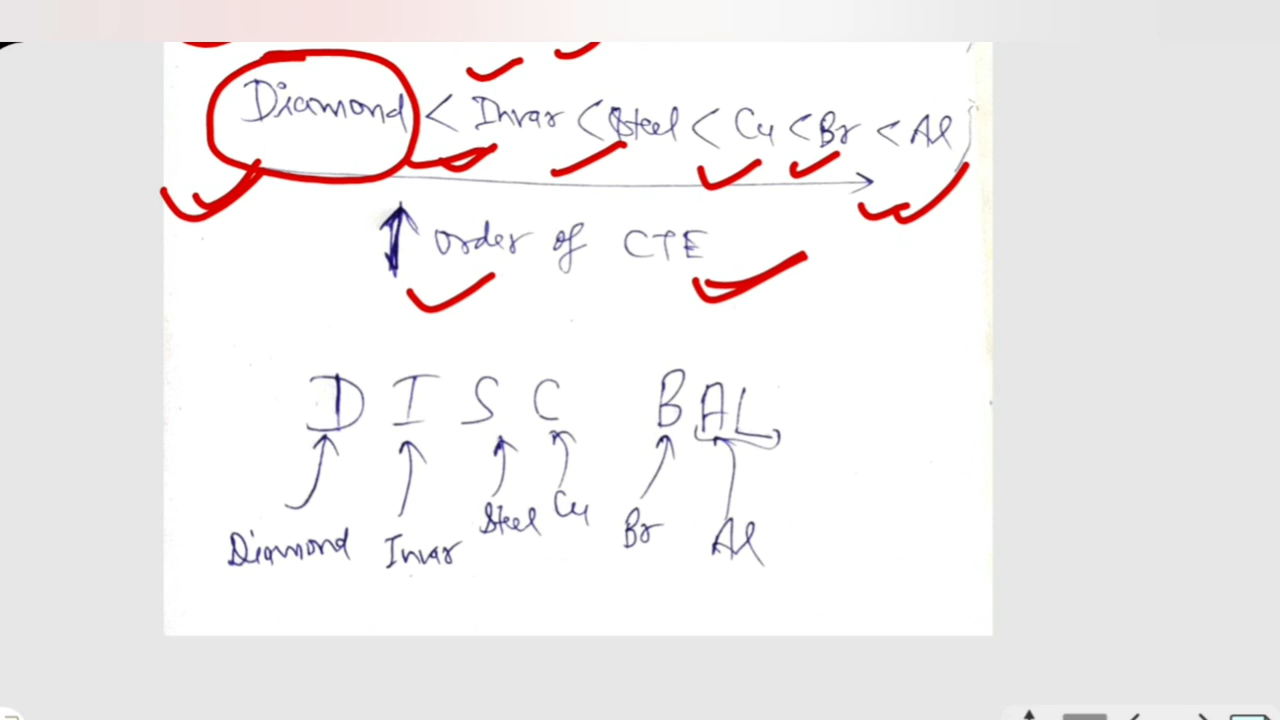 Diamond < Invar < Steel < Cu < Br < Al
Order of CTE
D I S C BAL
Diamond Invar Steel Cu Br Al